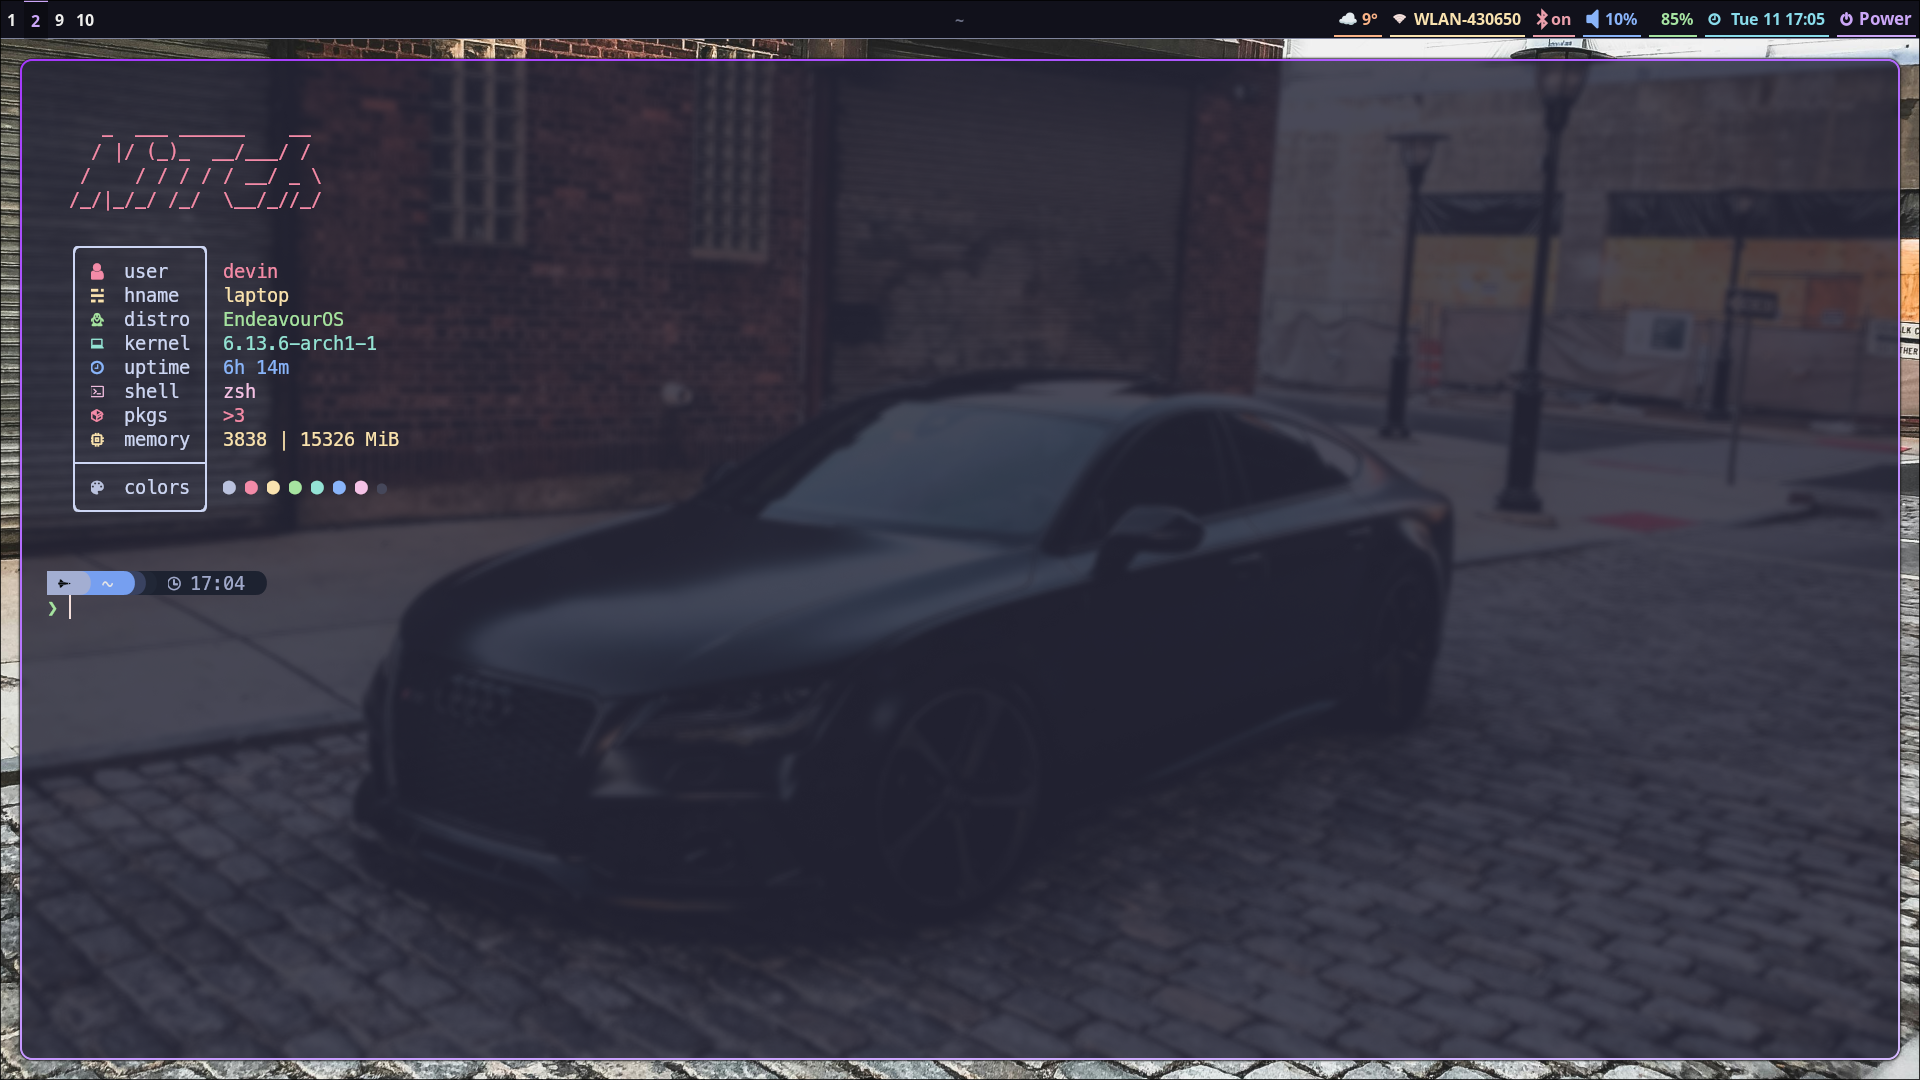 1 2 9 10 ~ 9° WLAN-430650 on 10% 85% Tue 11 17:05 Power
user devin
hname laptop
distro EndeavourOS
kernel 6.13.6-arch1-1
uptime 6h 14m
shell zsh
pkgs >3
memory 3838 | 15326 MiB
colors
~ 17:04
❯